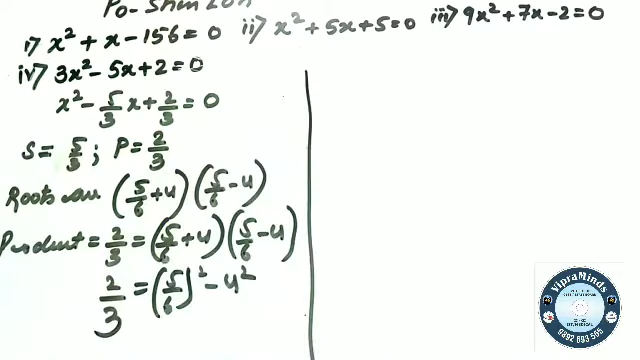 Po-Shen Loh
i) x² + x - 156 = 0 ii) x² + 5x + 5 = 0 iii) 9x² + 7x - 2 = 0
iv) 3x² - 5x + 2 = 0
x² - 5/3 x + 2/3 = 0
S = 5/3 ; P = 2/3
Roots are (5/6 + u) (5/6 - u)
Product = 2/3 = (5/6 + u) (5/6 - u)
2/3 = (5/6)² - u²
VipraMinds